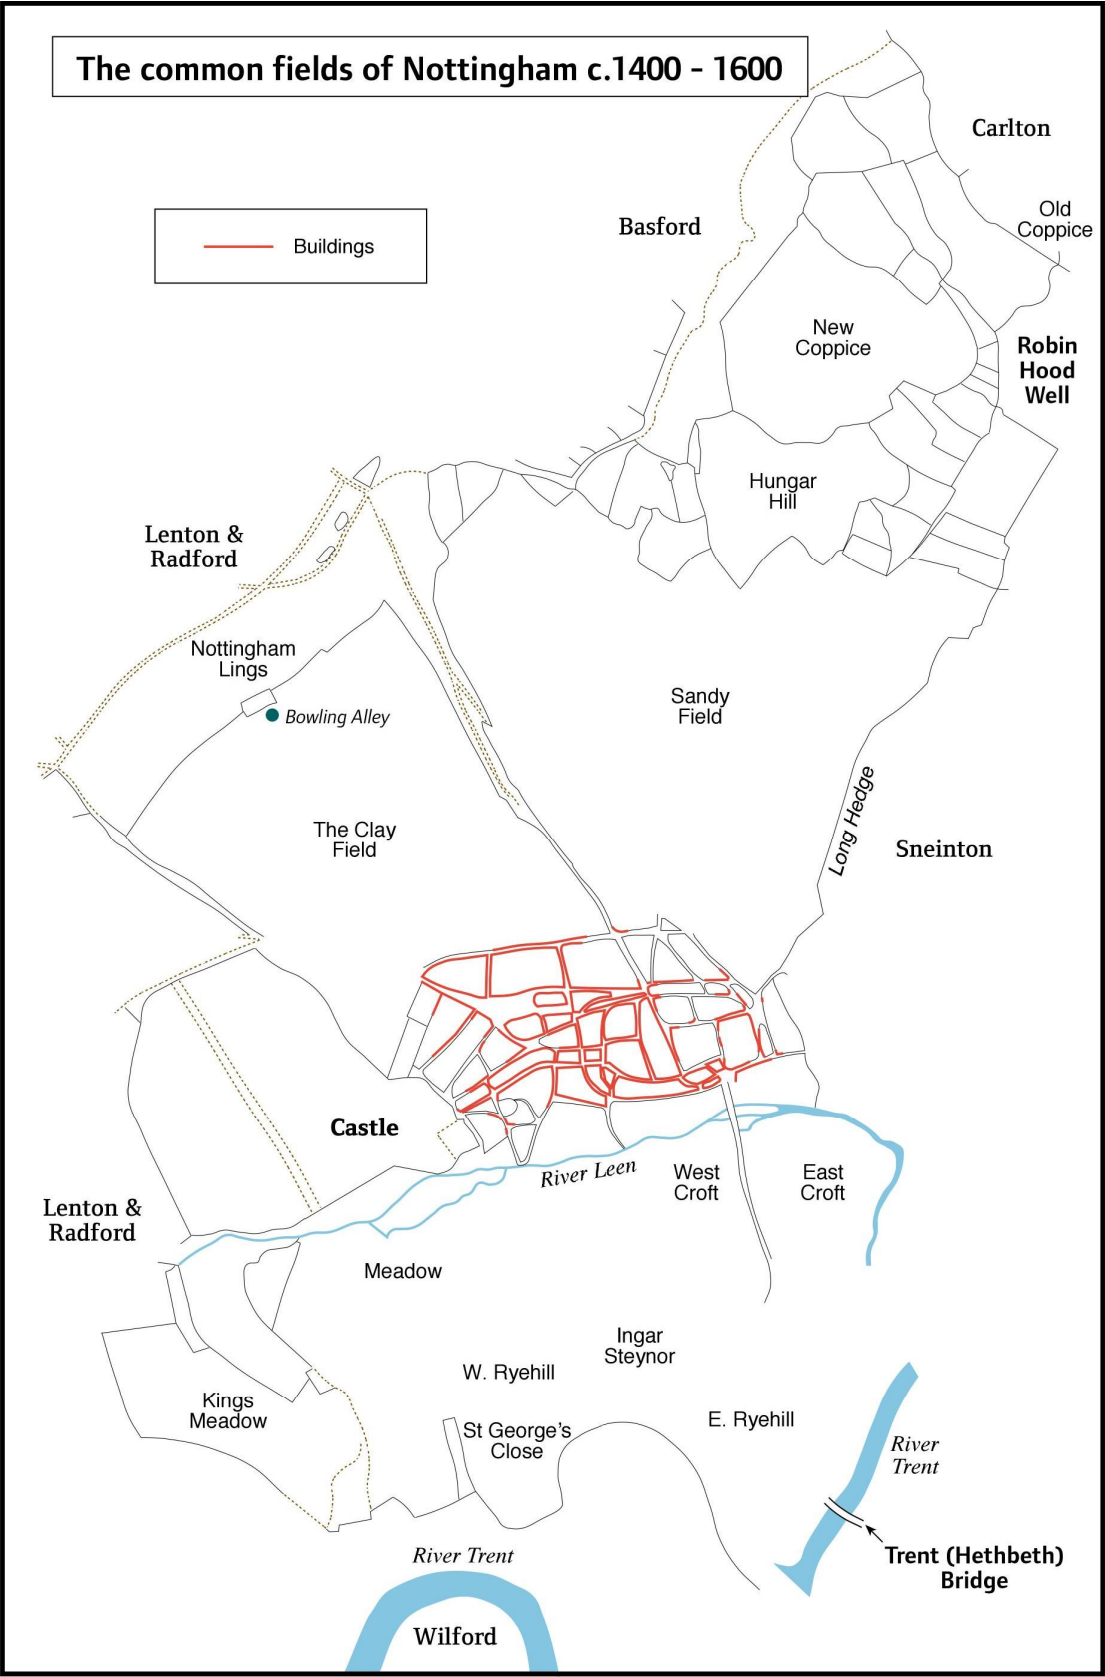 The common fields of Nottingham c.1400 - 1600
Carlton
Old
Coppice
Basford
Buildings
New
Coppice
Robin
Hood
Well
Hungar
Hill
Lenton &
Radford
Nottingham
Lings
Bowling Alley
Sandy
Field
Long Hedge
The Clay
Field
Sneinton
Castle
River Leen
West
Croft
East
Croft
Lenton &
Radford
Meadow
Ingar
Steynor
W. Ryehill
Kings
Meadow
E. Ryehill
St George's
Close
River
Trent
Trent (Hethbeth)
Bridge
River Trent
Wilford